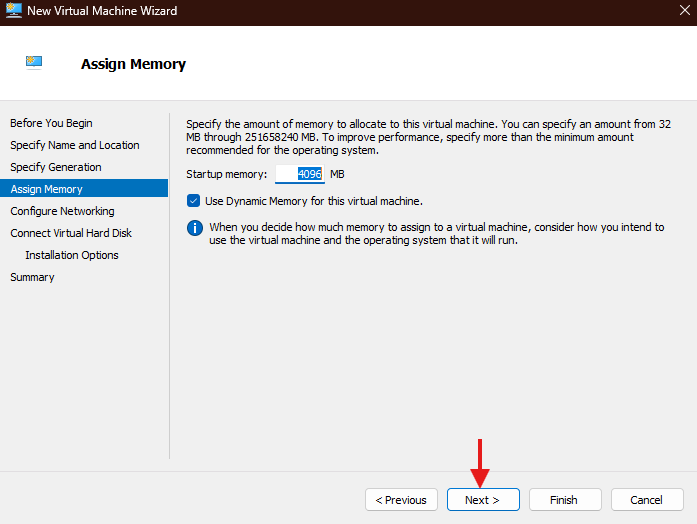 New Virtual Machine Wizard
Assign Memory
Before You Begin
Specify Name and Location
Specify Generation
Assign Memory
Configure Networking
Connect Virtual Hard Disk
Installation Options
Summary
Specify the amount of memory to allocate to this virtual machine. You can specify an amount from 32
MB through 251658240 MB. To improve performance, specify more than the minimum amount
recommended for the operating system.
Startup memory: 4096 MB
Use Dynamic Memory for this virtual machine.
When you decide how much memory to assign to a virtual machine, consider how you intend to
use the virtual machine and the operating system that it will run.
< Previous Next > Finish Cancel